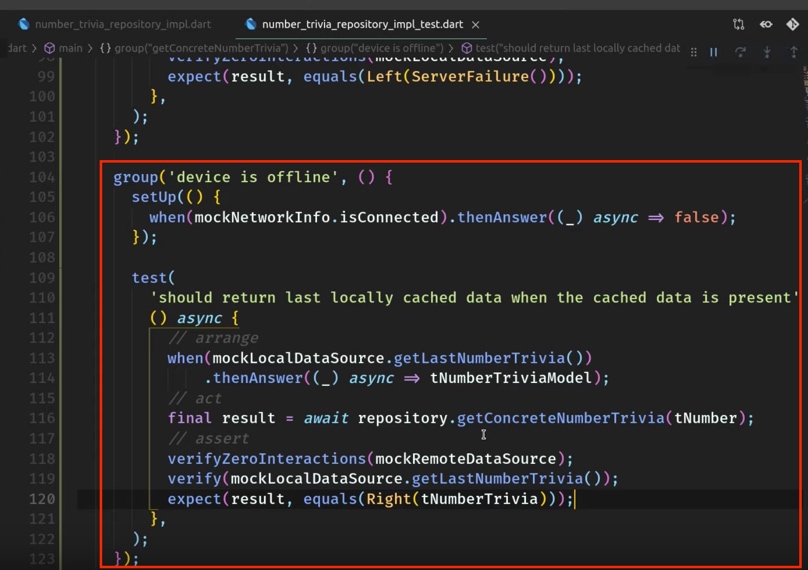 number_trivia_repository_impl.dart
number_trivia_repository_impl_test.dart ×
dart > main > group("getConcreteNumberTrivia") > group("device is offline") > test("should return last locally cached dat
98 verifyZeroInteractions(mockLocalDataSource);
99 expect(result, equals(Left(ServerFailure())));
100 },
101 );
102 });
103
104 group('device is offline', () {
105 setUp(() {
106 when(mockNetworkInfo.isConnected).thenAnswer((_) async => false);
107 });
108
109 test(
110 'should return last locally cached data when the cached data is present'
111 () async {
112 // arrange
113 when(mockLocalDataSource.getLastNumberTrivia())
114 .thenAnswer((_) async => tNumberTriviaModel);
115 // act
116 final result = await repository.getConcreteNumberTrivia(tNumber);
117 // assert
118 verifyZeroInteractions(mockRemoteDataSource);
119 verify(mockLocalDataSource.getLastNumberTrivia());
120 expect(result, equals(Right(tNumberTrivia)));
121 },
122 );
123 });